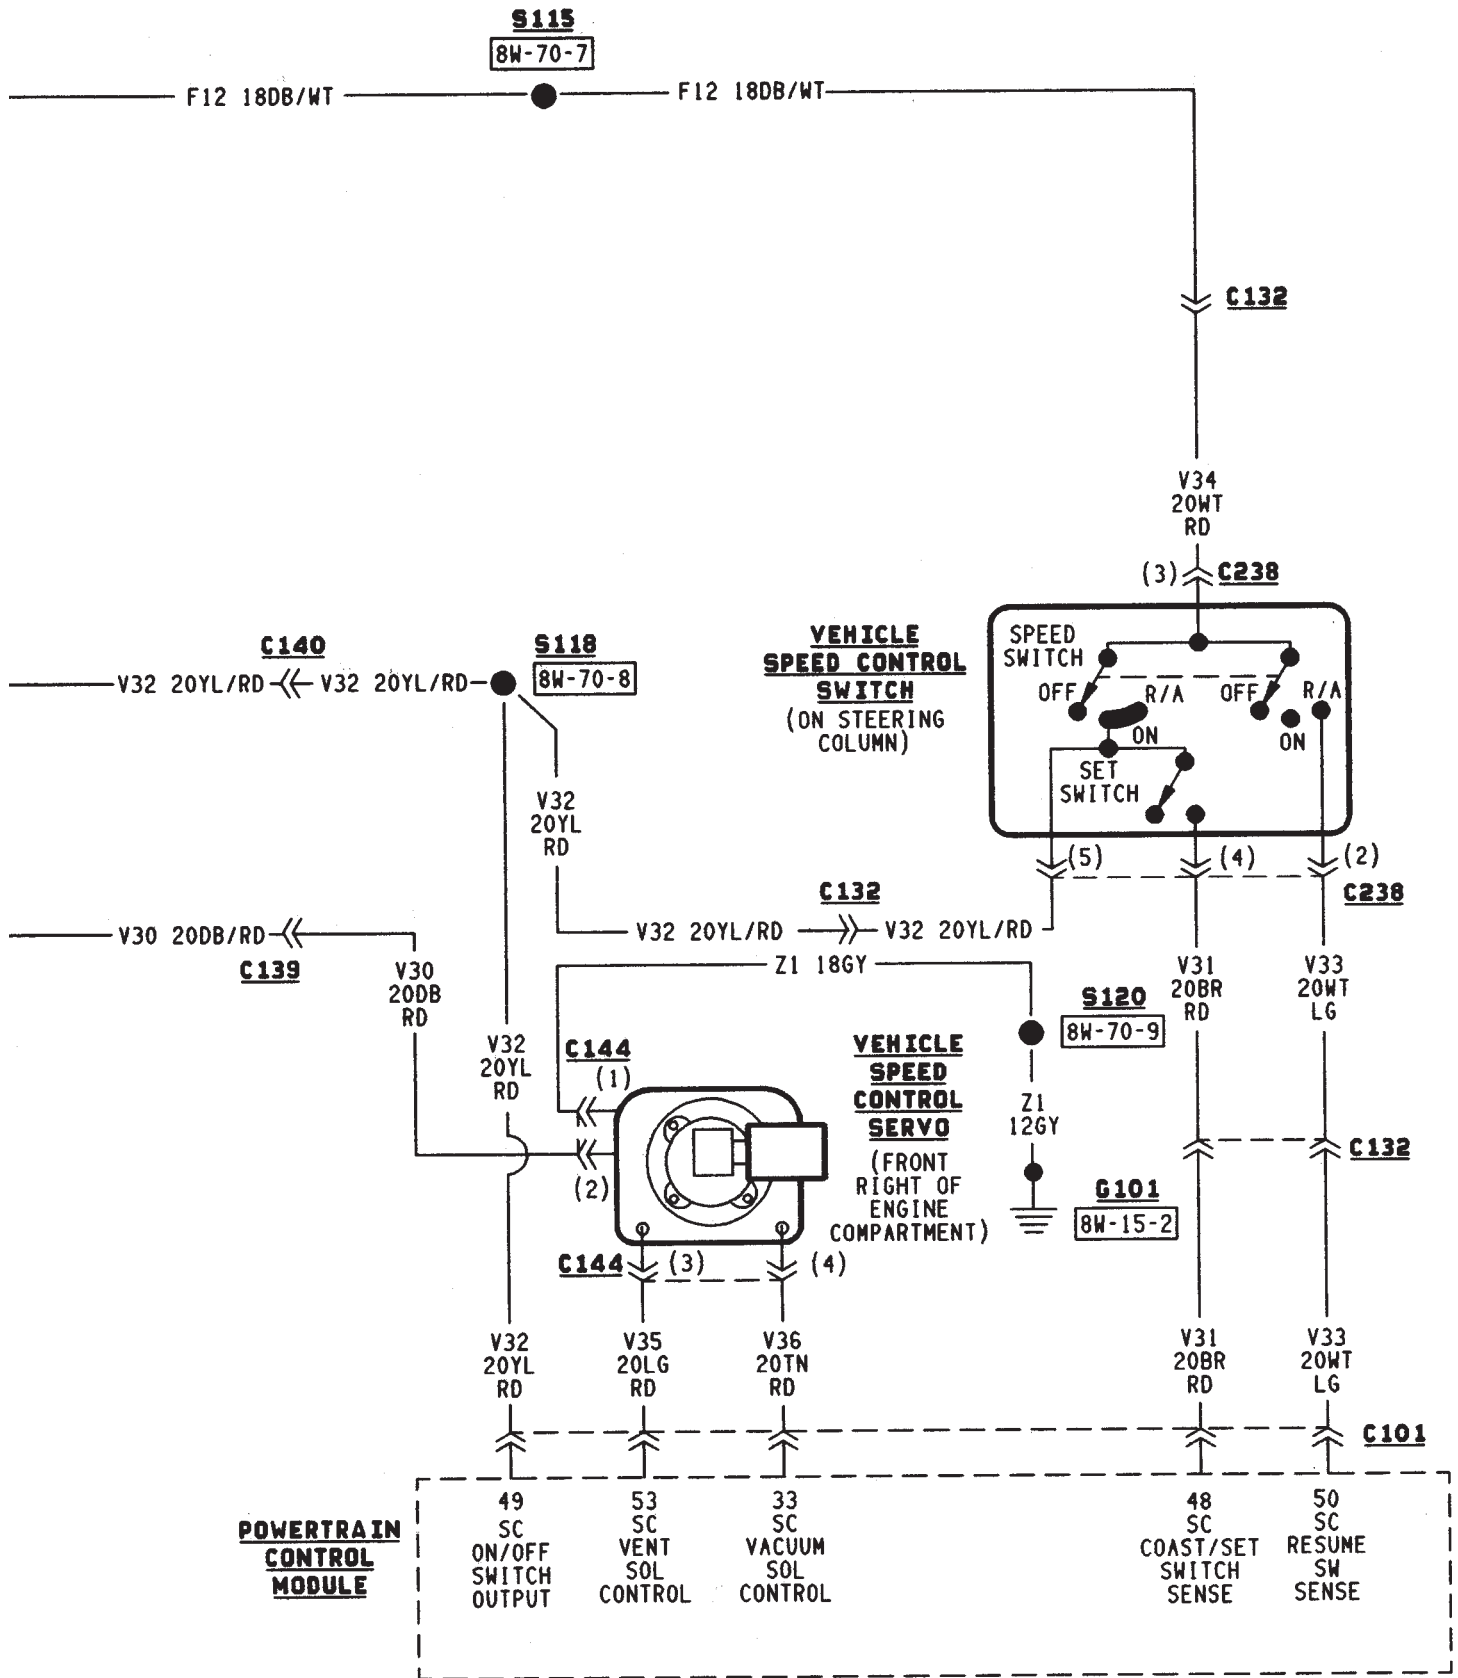 S115
8W-70-7
F12 18DB/WT
F12 18DB/WT
C132
V34
20WT
RD
(3)
C238
VEHICLE
SPEED CONTROL
SWITCH
(ON STEERING
COLUMN)
SPEED
SWITCH
OFF
R/A
ON
OFF
R/A
ON
SET
SWITCH
C140
S118
8W-70-8
V32 20YL/RD
V32 20YL/RD
V32
20YL
RD
(5)
(4)
(2)
C238
C132
V32 20YL/RD
V32 20YL/RD
V30 20DB/RD
C139
V30
20DB
RD
Z1 18GY
V31
20BR
RD
V33
20WT
LG
S120
8W-70-9
V32
20YL
RD
C144
(1)
(2)
VEHICLE
SPEED
CONTROL
SERVO
(FRONT
RIGHT OF
ENGINE
COMPARTMENT)
Z1
12GY
C132
G101
8W-15-2
C144
(3)
(4)
V32
20YL
RD
V35
20LG
RD
V36
20TN
RD
V31
20BR
RD
V33
20WT
LG
C101
POWERTRAIN
CONTROL
MODULE
49
SC
ON/OFF
SWITCH
OUTPUT
53
SC
VENT
SOL
CONTROL
33
SC
VACUUM
SOL
CONTROL
48
SC
COAST/SET
SWITCH
SENSE
50
SC
RESUME
SW
SENSE